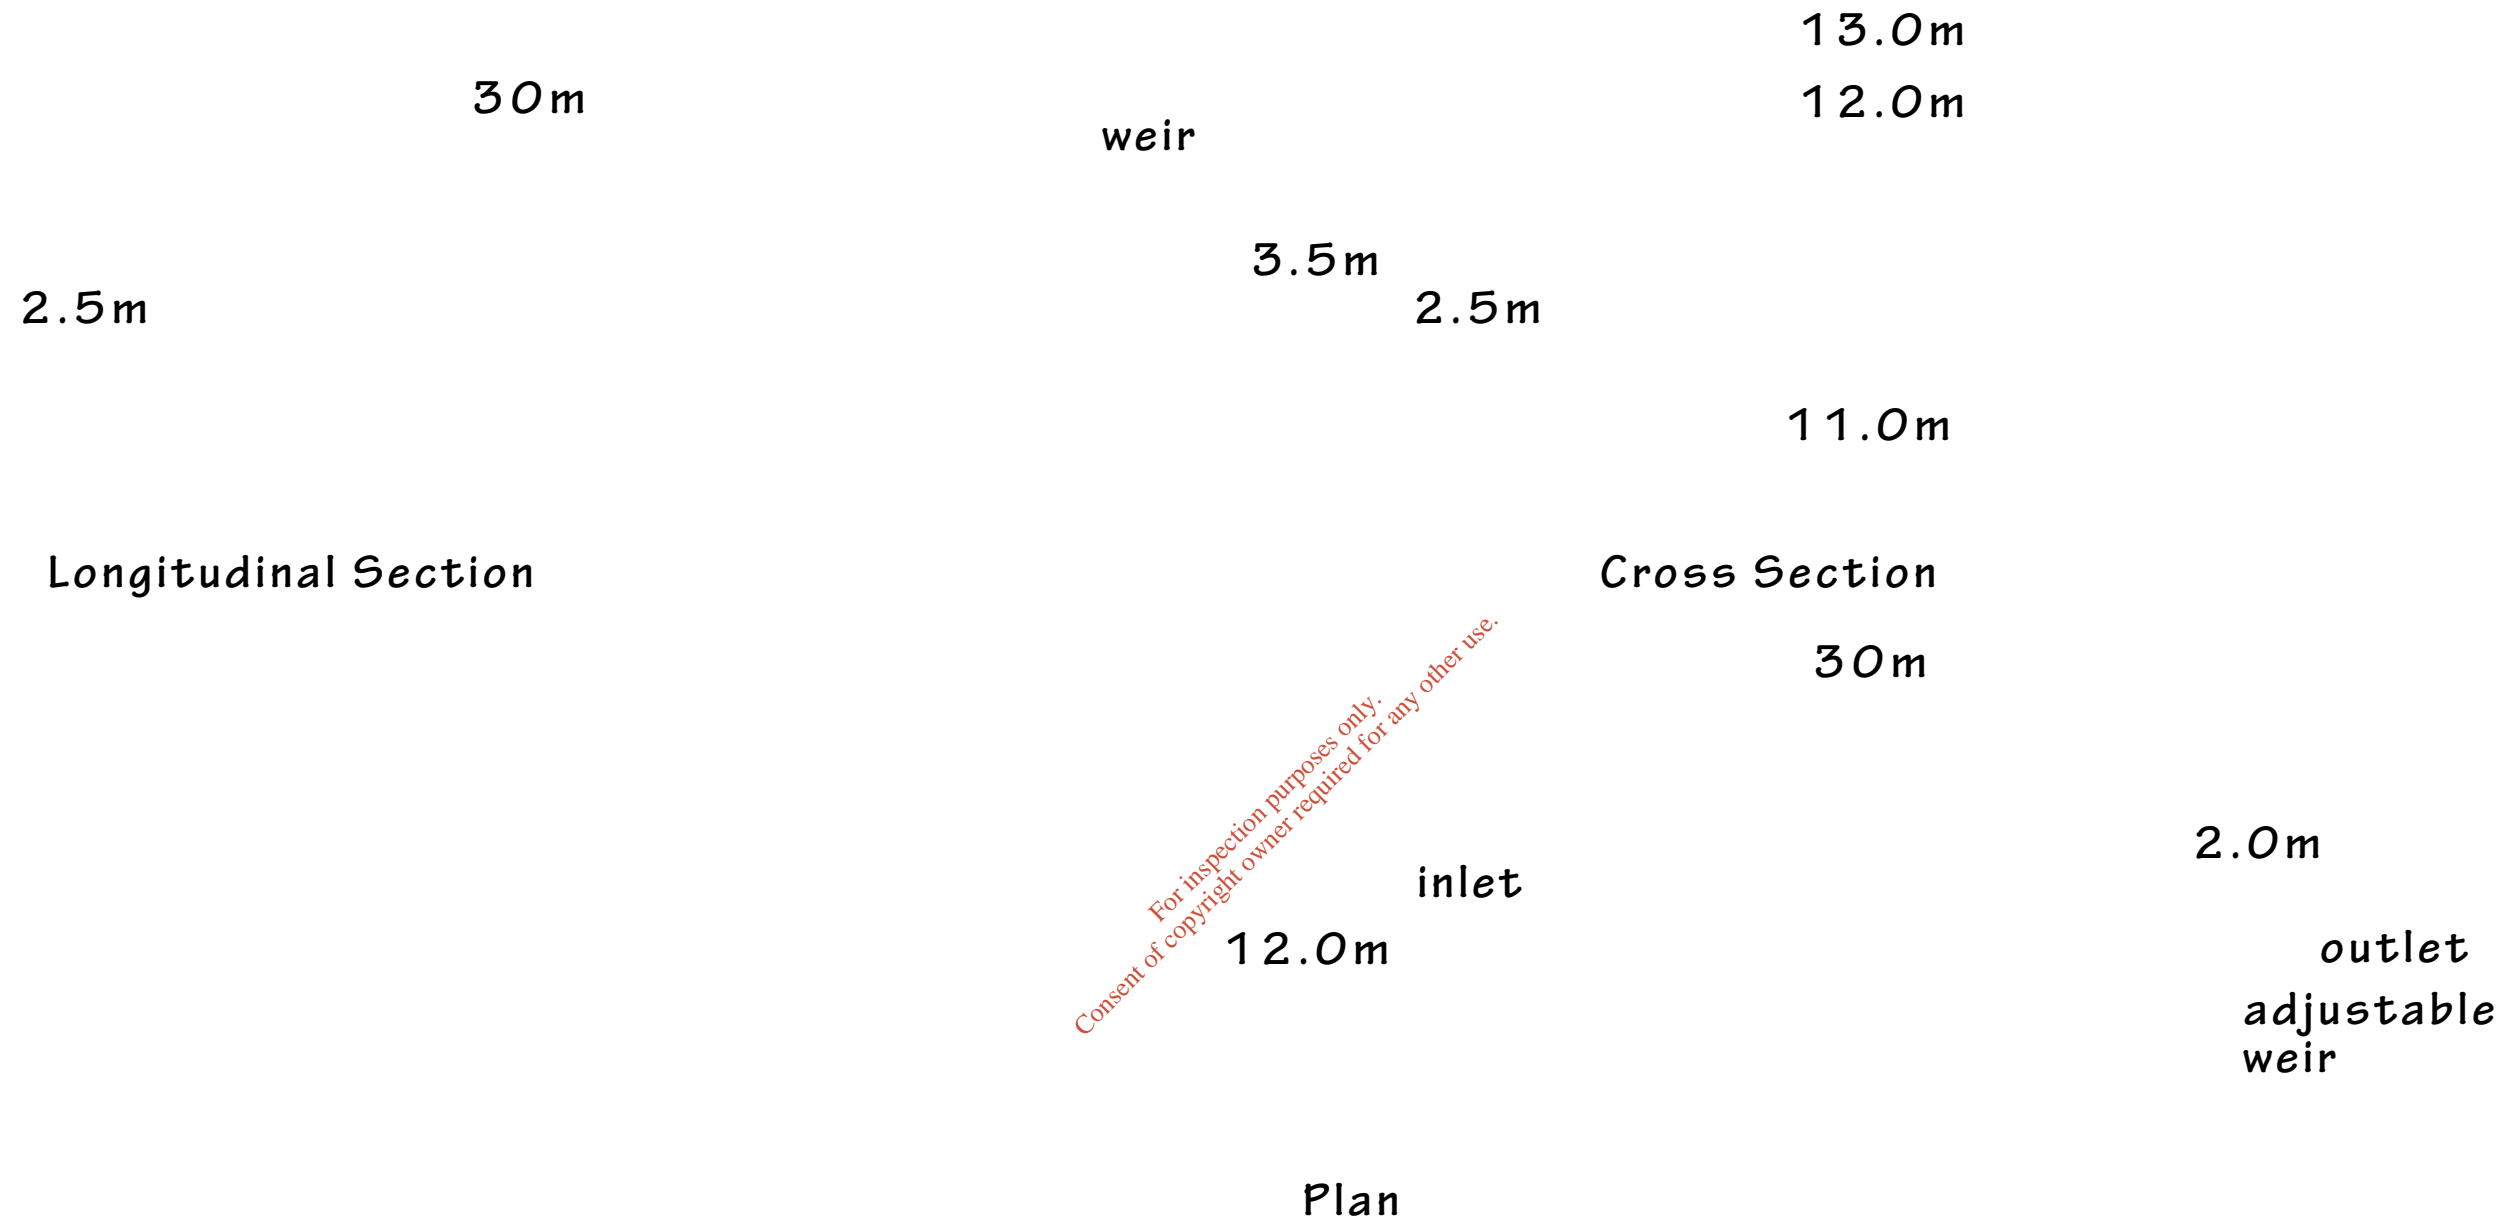 13.0m
30m
12.0m
weir
3.5m
2.5m
2.5m
11.0m
Longitudinal Section
Cross Section
30m
For inspection purposes only.
Consent of copyright owner required for any other use.
2.0m
inlet
12.0m
outlet
adjustable
weir
Plan